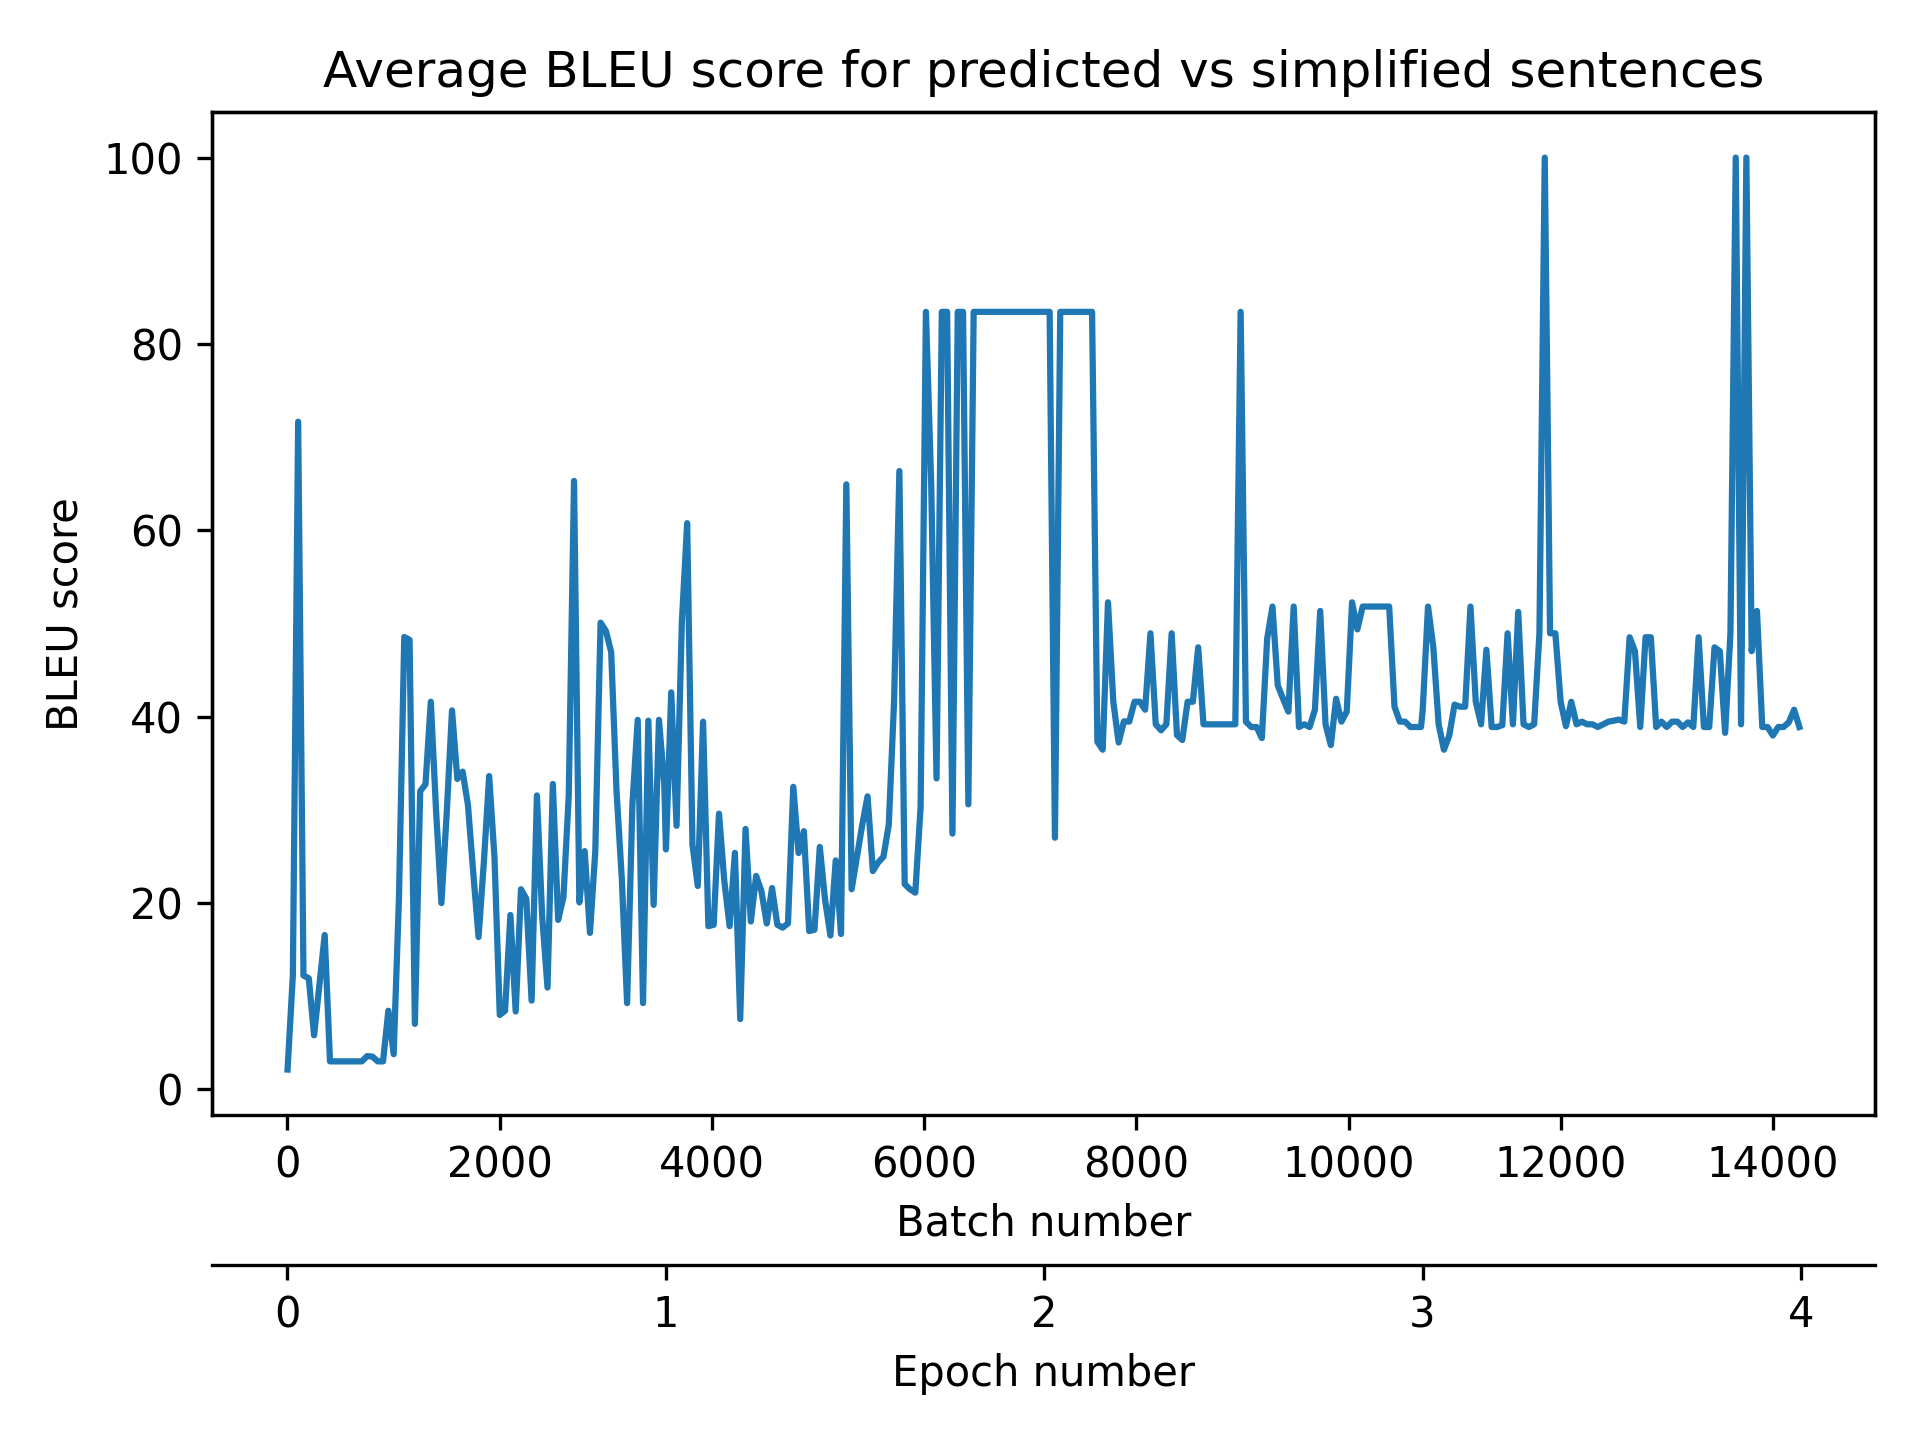 Average BLEU score for predicted vs simplified sentences
100
80
60
40
20
0
BLEU score
0 2000 4000 6000 8000 10000 12000 14000
Batch number
0 1 2 3 4
Epoch number